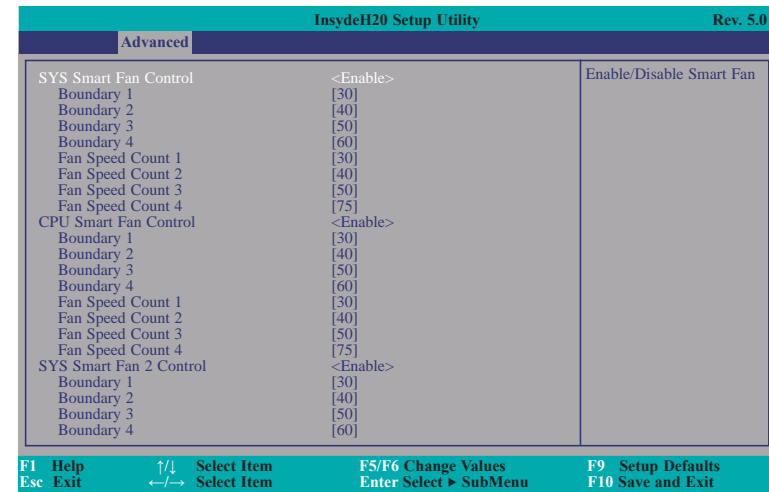 InsydeH20 Setup Utility Rev. 5.0
Advanced
SYS Smart Fan Control <Enable>
Boundary 1 [30]
Boundary 2 [40]
Boundary 3 [50]
Boundary 4 [60]
Fan Speed Count 1 [30]
Fan Speed Count 2 [40]
Fan Speed Count 3 [50]
Fan Speed Count 4 [75]
CPU Smart Fan Control <Enable>
Boundary 1 [30]
Boundary 2 [40]
Boundary 3 [50]
Boundary 4 [60]
Fan Speed Count 1 [30]
Fan Speed Count 2 [40]
Fan Speed Count 3 [50]
Fan Speed Count 4 [75]
SYS Smart Fan 2 Control <Enable>
Boundary 1 [30]
Boundary 2 [40]
Boundary 3 [50]
Boundary 4 [60]
Enable/Disable Smart Fan
F1 Help ↑/↓ Select Item F5/F6 Change Values F9 Setup Defaults
Esc Exit ←/→ Select Item Enter Select ► SubMenu F10 Save and Exit